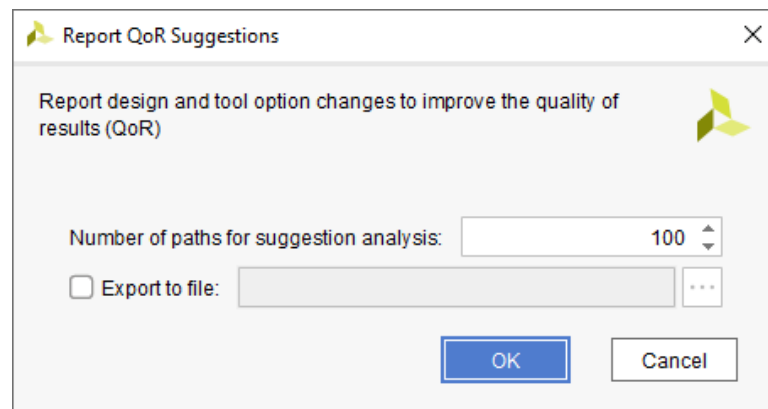 Report QoR Suggestions
Report design and tool option changes to improve the quality of
results (QoR)
Number of paths for suggestion analysis: 100
Export to file: ...
OK Cancel